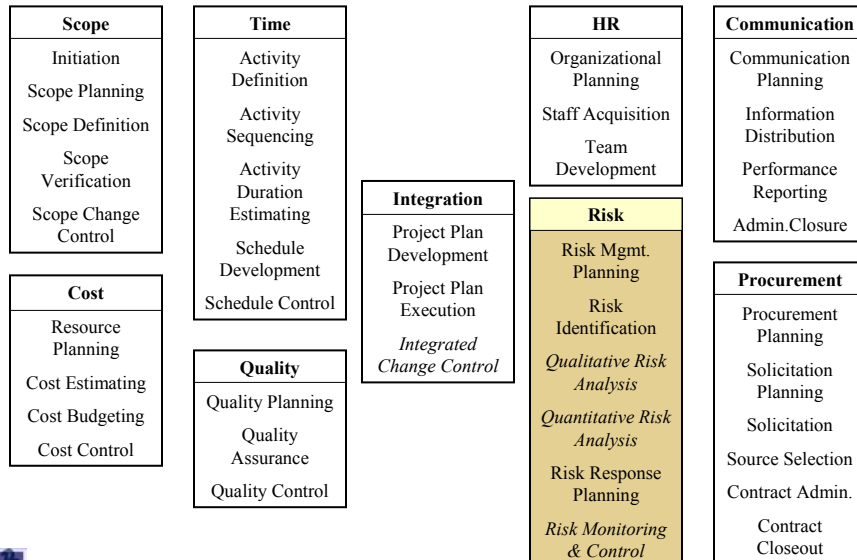 Scope
Initiation
Scope Planning
Scope Definition
Scope
Verification
Scope Change
Control
Cost
Resource
Planning
Cost Estimating
Cost Budgeting
Cost Control
Time
Activity
Definition
Activity
Sequencing
Activity
Duration
Estimating
Schedule
Development
Schedule Control
Quality
Quality Planning
Quality
Assurance
Quality Control
Integration
Project Plan
Development
Project Plan
Execution
Integrated
Change Control
HR
Organizational
Planning
Staff Acquisition
Team
Development
Risk
Risk Mgmt.
Planning
Risk
Identification
Qualitative Risk
Analysis
Quantitative Risk
Analysis
Risk Response
Planning
Risk Monitoring
& Control
Communication
Communication
Planning
Information
Distribution
Performance
Reporting
Admin.Closure
Procurement
Procurement
Planning
Solicitation
Planning
Solicitation
Source Selection
Contract Admin.
Contract
Closeout